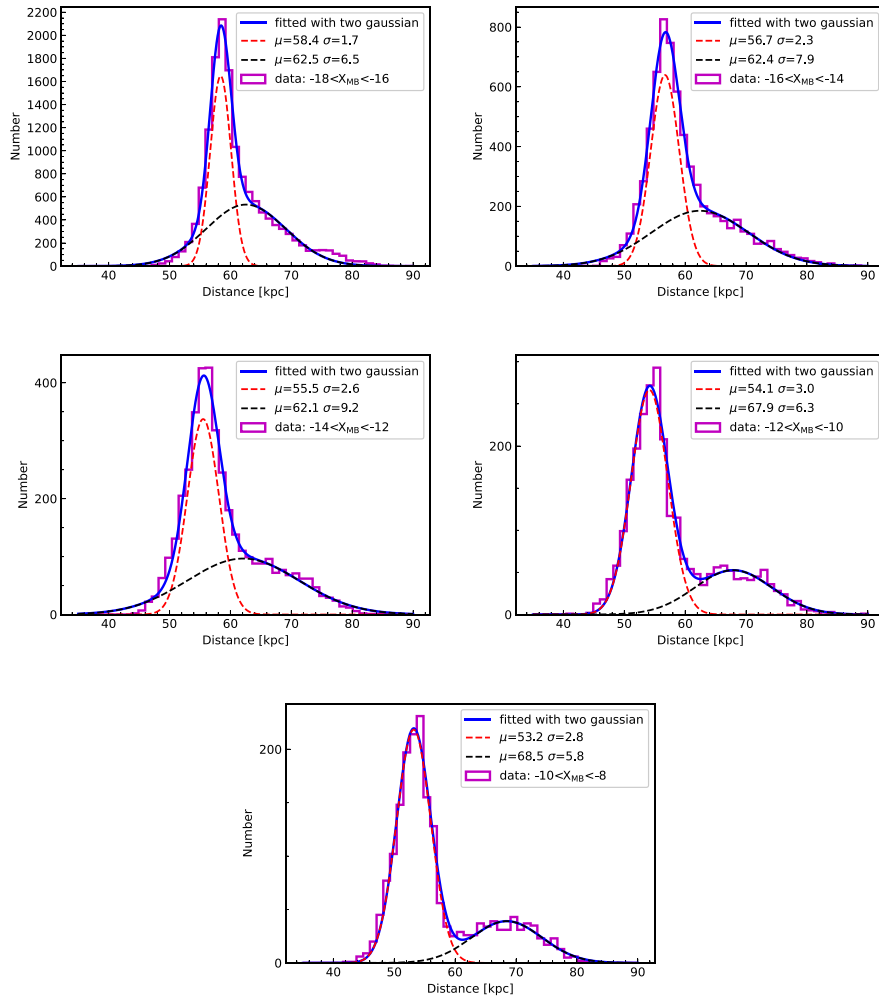 2200
2000
1800
1600
1400
1200
1000
800
600
400
200
0
Number
fitted with two gaussian
μ=58.4 σ=1.7
μ=62.5 σ=6.5
data: -18<X_MB<-16
40 50 60 70 80 90
Distance [kpc]
800
600
400
200
0
Number
fitted with two gaussian
μ=56.7 σ=2.3
μ=62.4 σ=7.9
data: -16<X_MB<-14
40 50 60 70 80 90
Distance [kpc]
400
200
0
Number
fitted with two gaussian
μ=55.5 σ=2.6
μ=62.1 σ=9.2
data: -14<X_MB<-12
40 50 60 70 80 90
Distance [kpc]
200
0
Number
fitted with two gaussian
μ=54.1 σ=3.0
μ=67.9 σ=6.3
data: -12<X_MB<-10
40 50 60 70 80 90
Distance [kpc]
200
0
Number
fitted with two gaussian
μ=53.2 σ=2.8
μ=68.5 σ=5.8
data: -10<X_MB<-8
40 50 60 70 80 90
Distance [kpc]